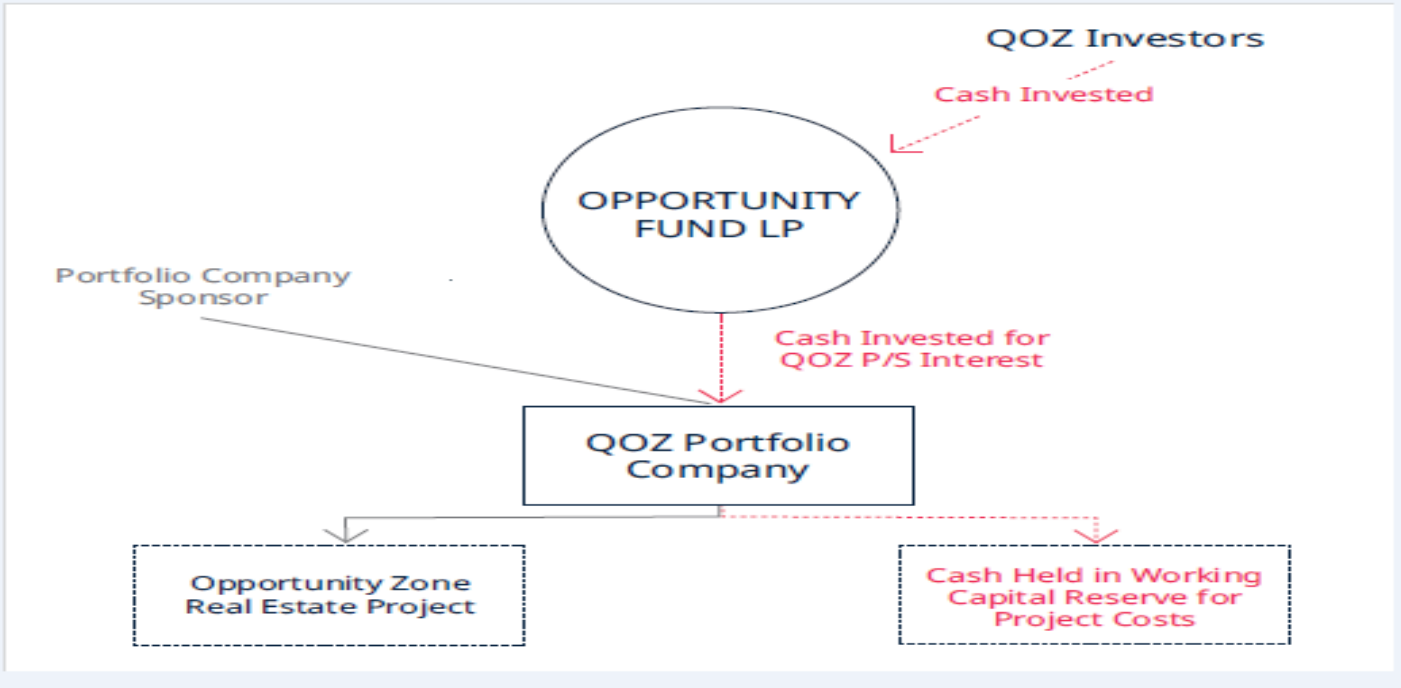 QOZ Investors
Cash Invested
OPPORTUNITY
FUND LP
Portfolio Company
Sponsor
Cash Invested for
QOZ P/S Interest
QOZ Portfolio
Company
Opportunity Zone
Real Estate Project
Cash Held in Working
Capital Reserve for
Project Costs